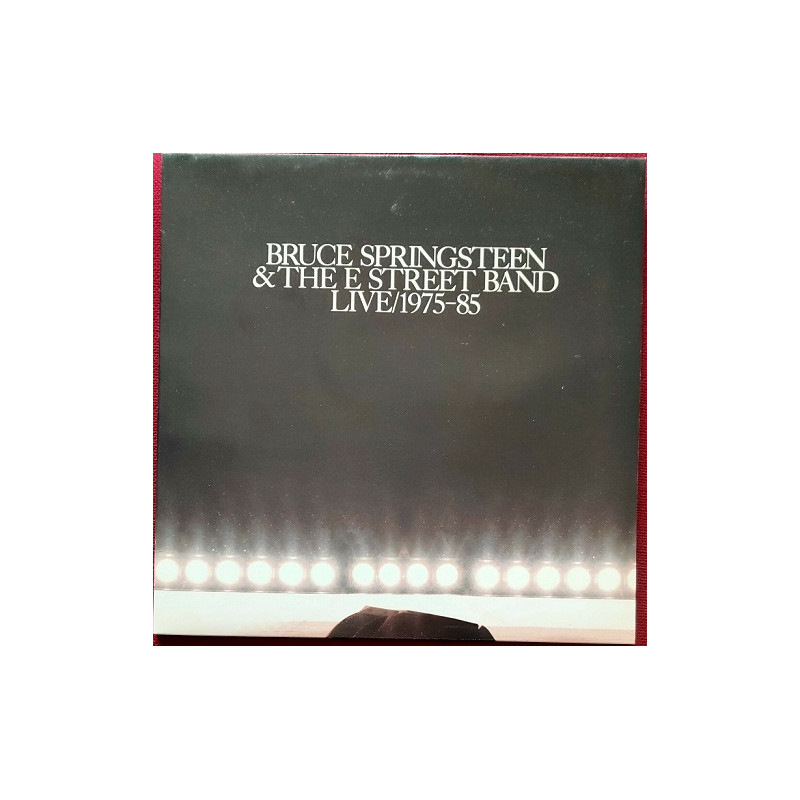 BRUCE SPRINGSTEEN
& THE E STREET BAND
LIVE/1975-85